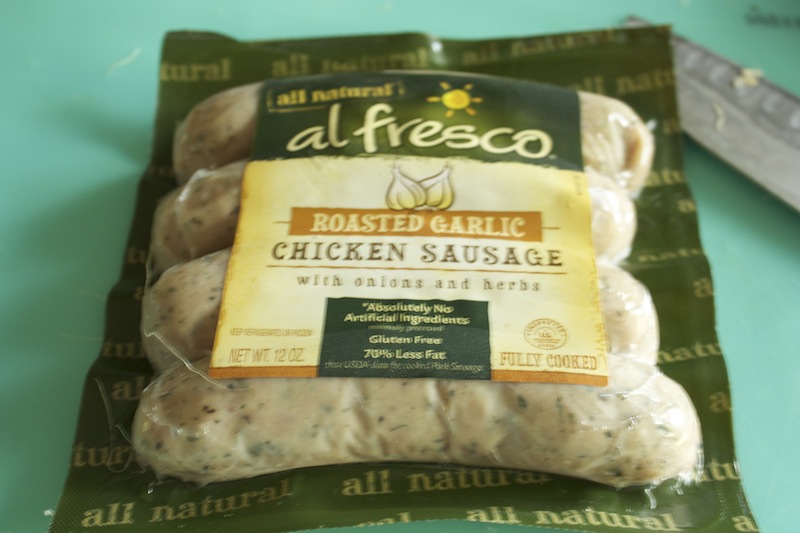 all natural
al fresco
ROASTED GARLIC
CHICKEN SAUSAGE
with onions and herbs
"Absolutely No
Artificial Ingredients
minimally processed
Gluten Free
70% Less Fat
than USDA data for cooked Pork Sausage
KEEP REFRIGERATED OR FROZEN
NET WT. 12 OZ.
FULLY COOKED
all natural
all natural
all natural
all natural